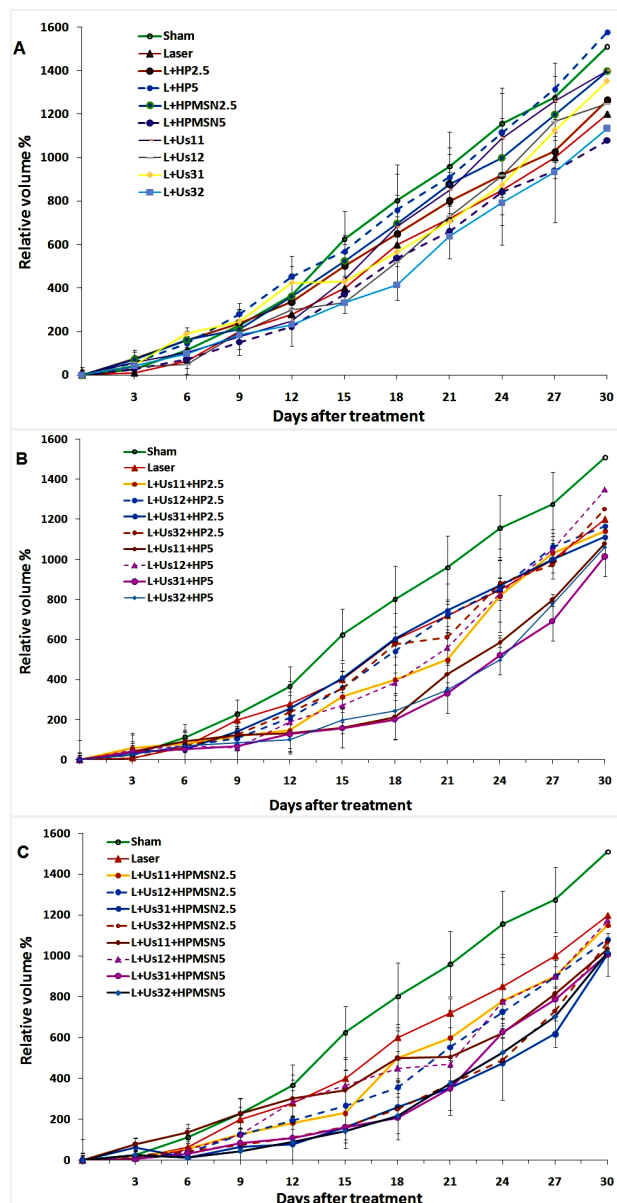 A
Relative volume %
1600
1400
1200
1000
800
600
400
200
0
Sham
Laser
L+HP2.5
L+HP5
L+HPMSN2.5
L+HPMSN5
L+Us11
L+Us12
L+Us31
L+Us32
3 6 9 12 15 18 21 24 27 30
Days after treatment
B
Relative volume %
1600
1400
1200
1000
800
600
400
200
0
Sham
Laser
L+Us11+HP2.5
L+Us12+HP2.5
L+Us31+HP2.5
L+Us32+HP2.5
L+Us11+HP5
L+Us12+HP5
L+Us31+HP5
L+Us32+HP5
3 6 9 12 15 18 21 24 27 30
Days after treatment
C
Relative volume %
1600
1400
1200
1000
800
600
400
200
0
Sham
Laser
L+Us11+HPMSN2.5
L+Us12+HPMSN2.5
L+Us31+HPMSN2.5
L+Us32+HPMSN2.5
L+Us11+HPMSN5
L+Us12+HPMSN5
L+Us31+HPMSN5
L+Us32+HPMSN5
3 6 9 12 15 18 21 24 27 30
Days after treatment